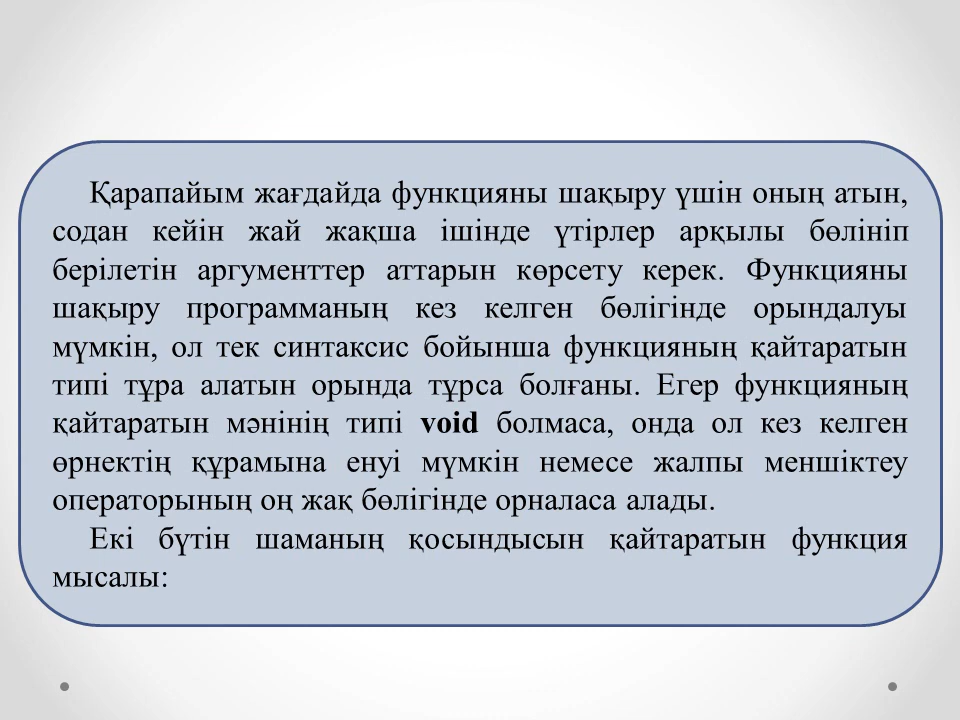 Қарапайым жағдайда функцияны шақыру үшін оның атын,
содан кейін жай жақша ішінде үтірлер арқылы бөлініп
берілетін аргументтер аттарын көрсету керек. Функцияны
шақыру программаның кез келген бөлігінде орындалуы
мүмкін, ол тек синтаксис бойынша функцияның қайтаратын
типі тұра алатын орында тұрса болғаны. Егер функцияның
қайтаратын мәнінің типі void болмаса, онда ол кез келген
өрнектің құрамына енуі мүмкін немесе жалпы меншіктеу
операторының оң жақ бөлігінде орналаса алады.
Екі бүтін шаманың қосындысын қайтаратын функция
мысалы: